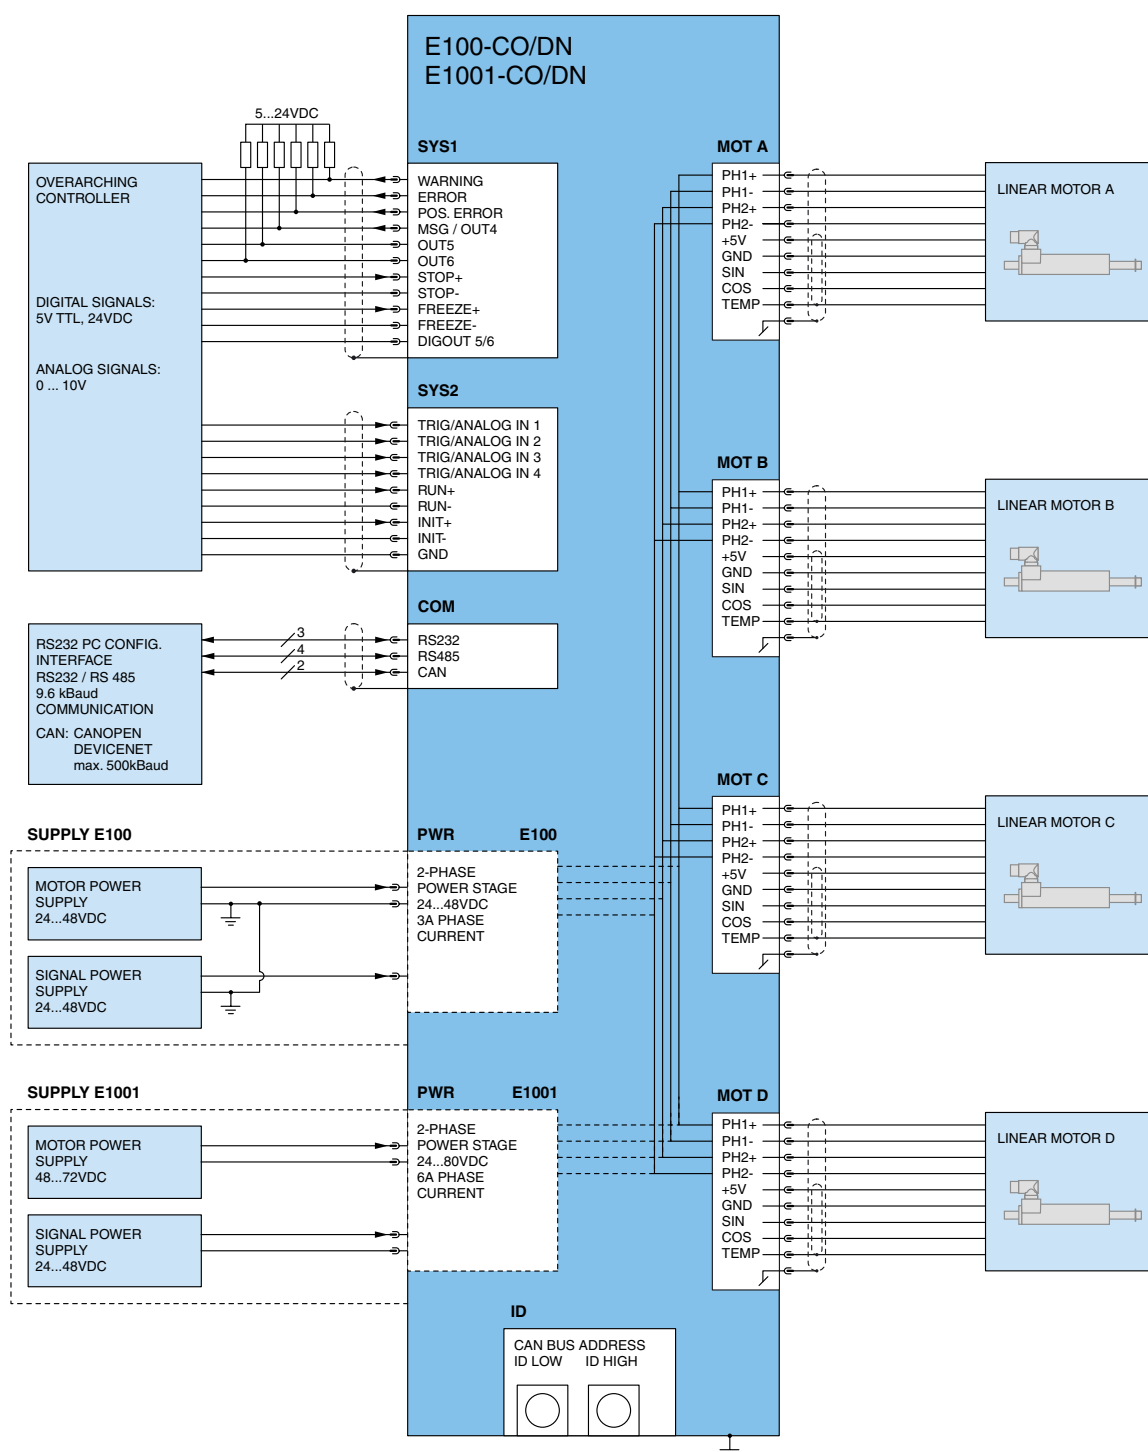 E100-CO/DN
E1001-CO/DN
5...24VDC
SYS1
OVERARCHING
CONTROLLER
DIGITAL SIGNALS:
5V TTL, 24VDC
ANALOG SIGNALS:
0 ... 10V
WARNING
ERROR
POS. ERROR
MSG / OUT4
OUT5
OUT6
STOP+
STOP-
FREEZE+
FREEZE-
DIGOUT 5/6
SYS2
TRIG/ANALOG IN 1
TRIG/ANALOG IN 2
TRIG/ANALOG IN 3
TRIG/ANALOG IN 4
RUN+
RUN-
INIT+
INIT-
GND
COM
RS232 PC CONFIG.
INTERFACE
RS232 / RS 485
9.6 kBaud
COMMUNICATION
CAN: CANOPEN
DEVICENET
max. 500kBaud
3
4
2
RS232
RS485
CAN
SUPPLY E100
MOTOR POWER
SUPPLY
24...48VDC
SIGNAL POWER
SUPPLY
24...48VDC
PWR E100
2-PHASE
POWER STAGE
24...48VDC
3A PHASE
CURRENT
SUPPLY E1001
MOTOR POWER
SUPPLY
48...72VDC
SIGNAL POWER
SUPPLY
24...48VDC
PWR E1001
2-PHASE
POWER STAGE
24...80VDC
6A PHASE
CURRENT
ID
CAN BUS ADDRESS
ID LOW ID HIGH
MOT A
PH1+
PH1-
PH2+
PH2-
+5V
GND
SIN
COS
TEMP
LINEAR MOTOR A
MOT B
PH1+
PH1-
PH2+
PH2-
+5V
GND
SIN
COS
TEMP
LINEAR MOTOR B
MOT C
PH1+
PH1-
PH2+
PH2-
+5V
GND
SIN
COS
TEMP
LINEAR MOTOR C
MOT D
PH1+
PH1-
PH2+
PH2-
+5V
GND
SIN
COS
TEMP
LINEAR MOTOR D